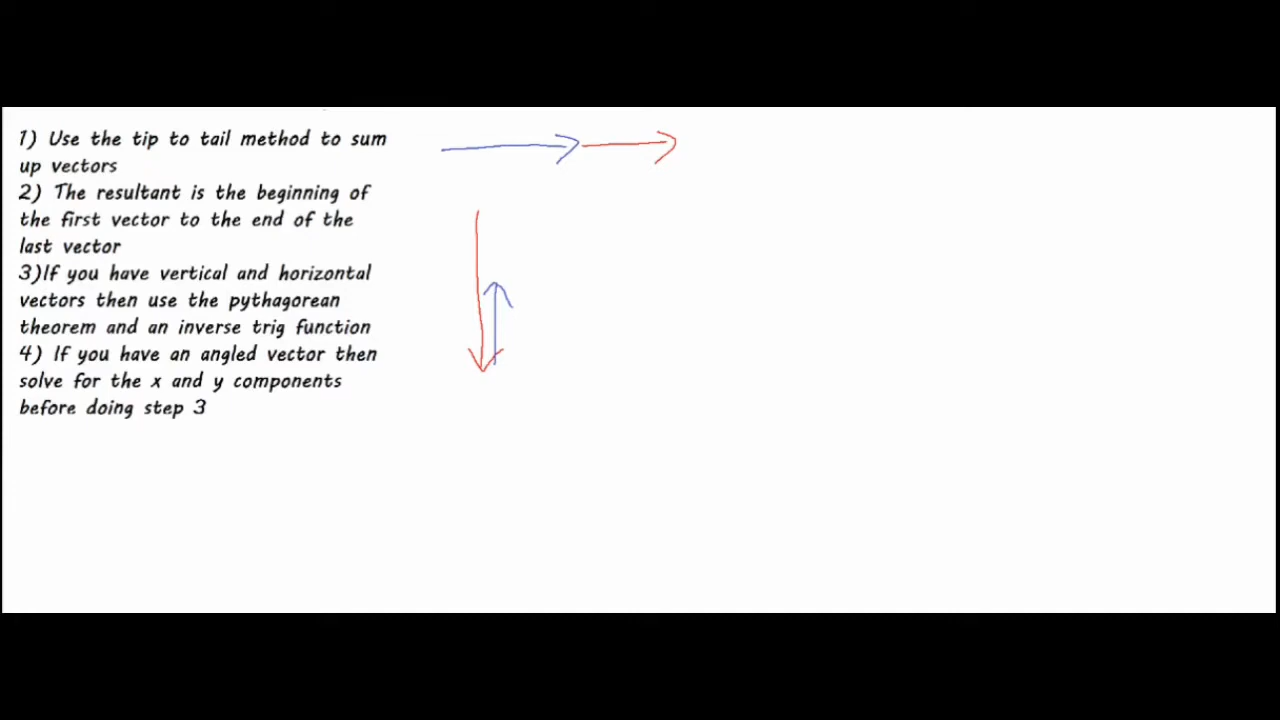 1) Use the tip to tail method to sum
up vectors
2) The resultant is the beginning of
the first vector to the end of the
last vector
3)If you have vertical and horizontal
vectors then use the pythagorean
theorem and an inverse trig function
4) If you have an angled vector then
solve for the x and y components
before doing step 3